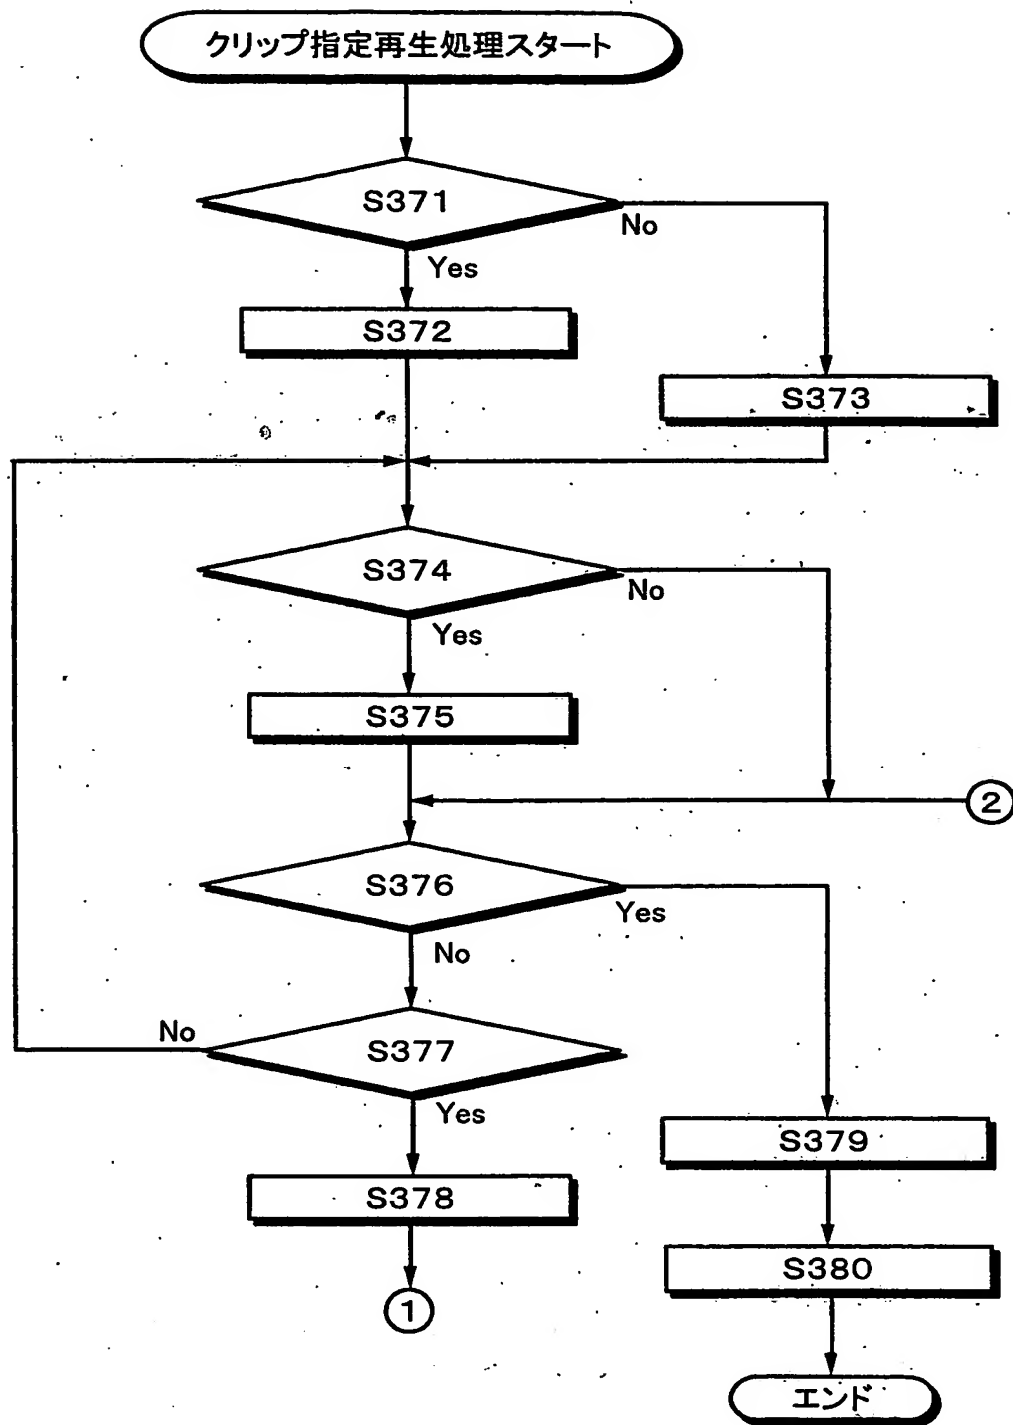 クリップ指定再生処理スタート
S371
No
Yes
S372
S373
S374
No
Yes
S375
②
S376
Yes
No
No
S377
Yes
S379
S378
S380
①
エンド